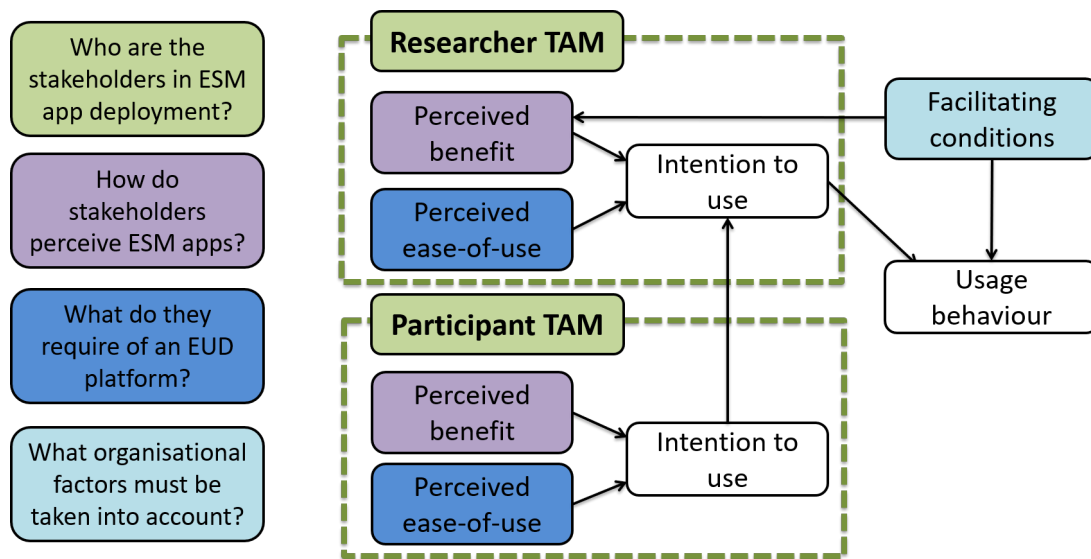 Who are the
stakeholders in ESM
app deployment?
How do
stakeholders
perceive ESM apps?
What do they
require of an EUD
platform?
What organisational
factors must be
taken into account?
Researcher TAM
Perceived
benefit
Perceived
ease-of-use
Intention to
use
Facilitating
conditions
Usage
behaviour
Participant TAM
Perceived
benefit
Perceived
ease-of-use
Intention to
use